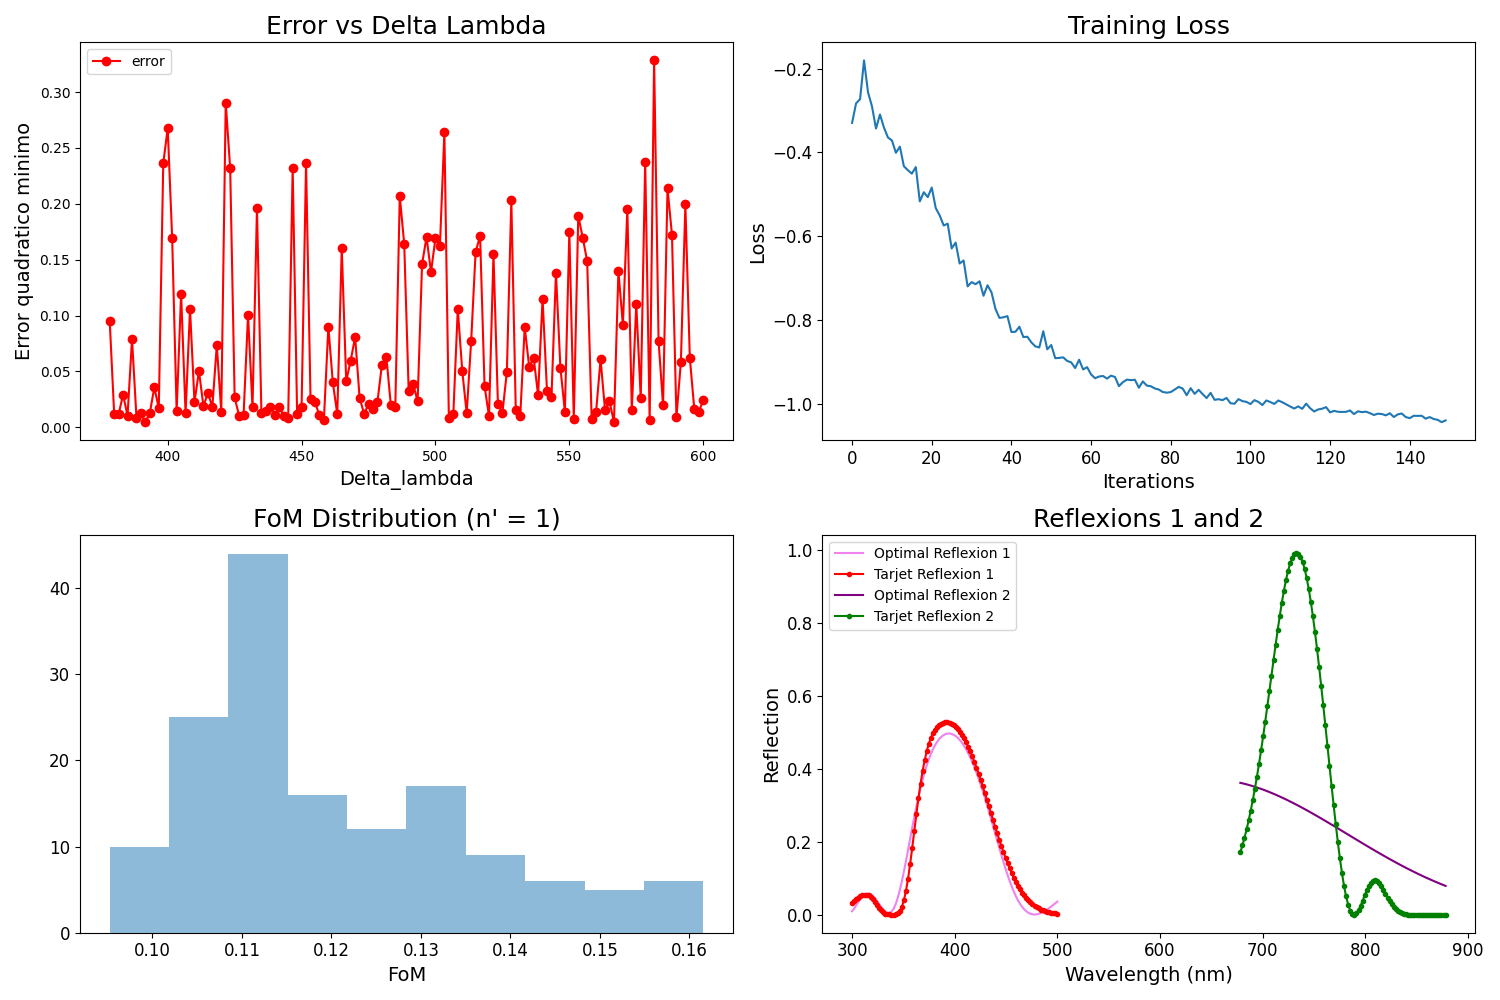 Error vs Delta Lambda
error
0.30
0.25
0.20
0.15
0.10
0.05
0.00
Error quadratico minimo
400 450 500 550 600
Delta_lambda
Training Loss
−0.2
−0.4
−0.6
−0.8
−1.0
Loss
0 20 40 60 80 100 120 140
Iterations
FoM Distribution (n' = 1)
40
30
20
10
0
0.10 0.11 0.12 0.13 0.14 0.15 0.16
FoM
Reflexions 1 and 2
Optimal Reflexion 1
Tarjet Reflexion 1
Optimal Reflexion 2
Tarjet Reflexion 2
1.0
0.8
0.6
0.4
0.2
0.0
Reflection
300 400 500 600 700 800 900
Wavelength (nm)